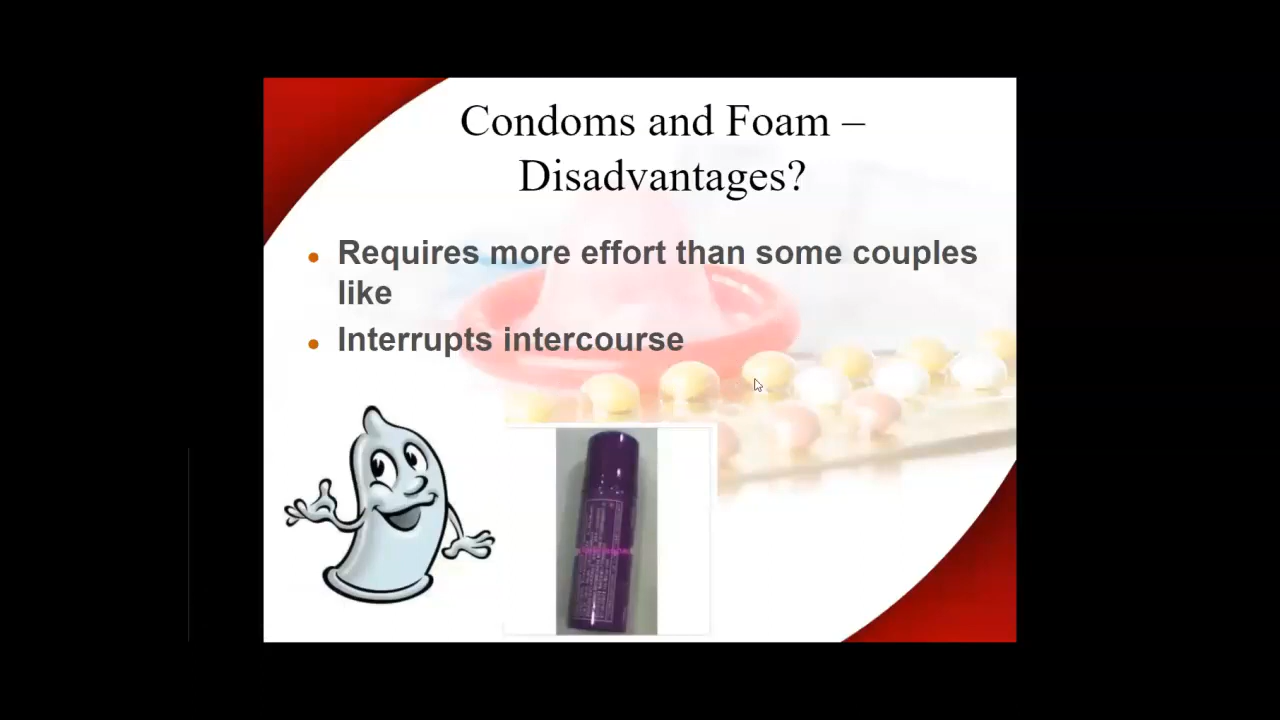 Condoms and Foam –
Disadvantages?
Requires more effort than some couples
like
Interrupts intercourse